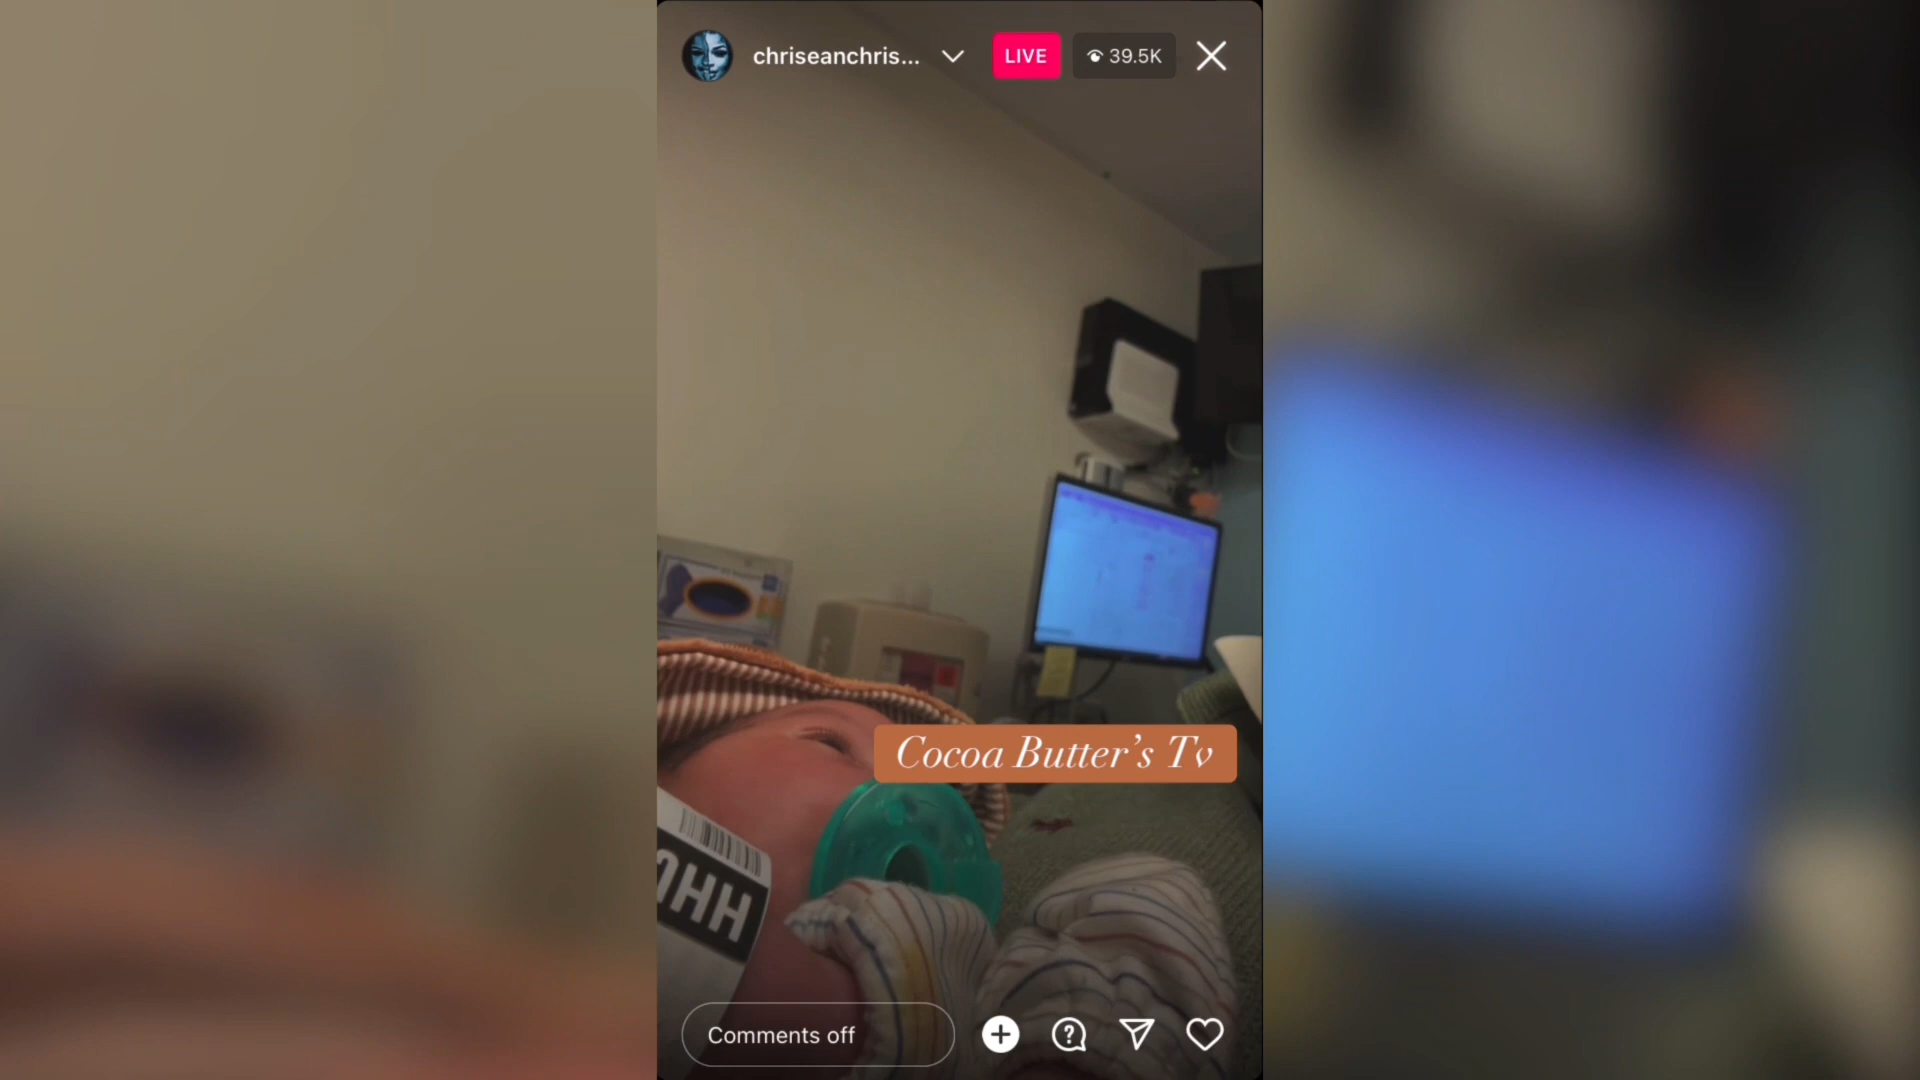 chriseanchris...
LIVE
39.5K
Cocoa Butter's Tv
HH
Comments off